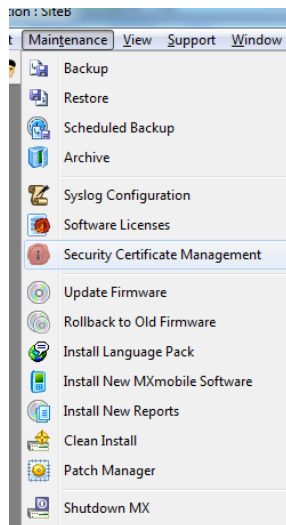 ion : SiteB
t Maintenance View Support Window
Backup
Restore
Scheduled Backup
Archive
Syslog Configuration
Software Licenses
Security Certificate Management
Update Firmware
Rollback to Old Firmware
Install Language Pack
Install New MXmobile Software
Install New Reports
Clean Install
Patch Manager
Shutdown MX